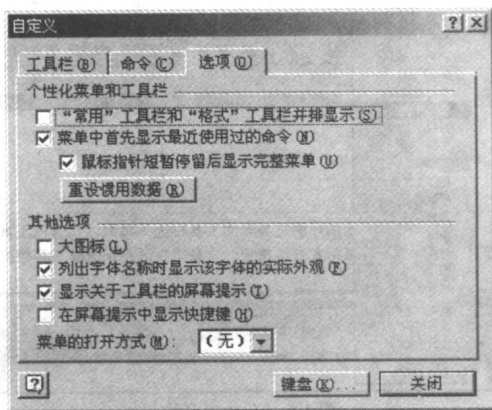 自定义
工具栏(B) 命令(C) 选项(O)
个性化菜单和工具栏
“常用”工具栏和“格式”工具栏并排显示(S)
菜单中首先显示最近使用过的命令(N)
鼠标指针短暂停留后显示完整菜单(U)
重设惯用数据(R)
其他选项
大图标(L)
列出字体名称时显示该字体的实际外观(F)
显示关于工具栏的屏幕提示(T)
在屏幕提示中显示快捷键(H)
菜单的打开方式(M): (无)
键盘(K)... 关闭